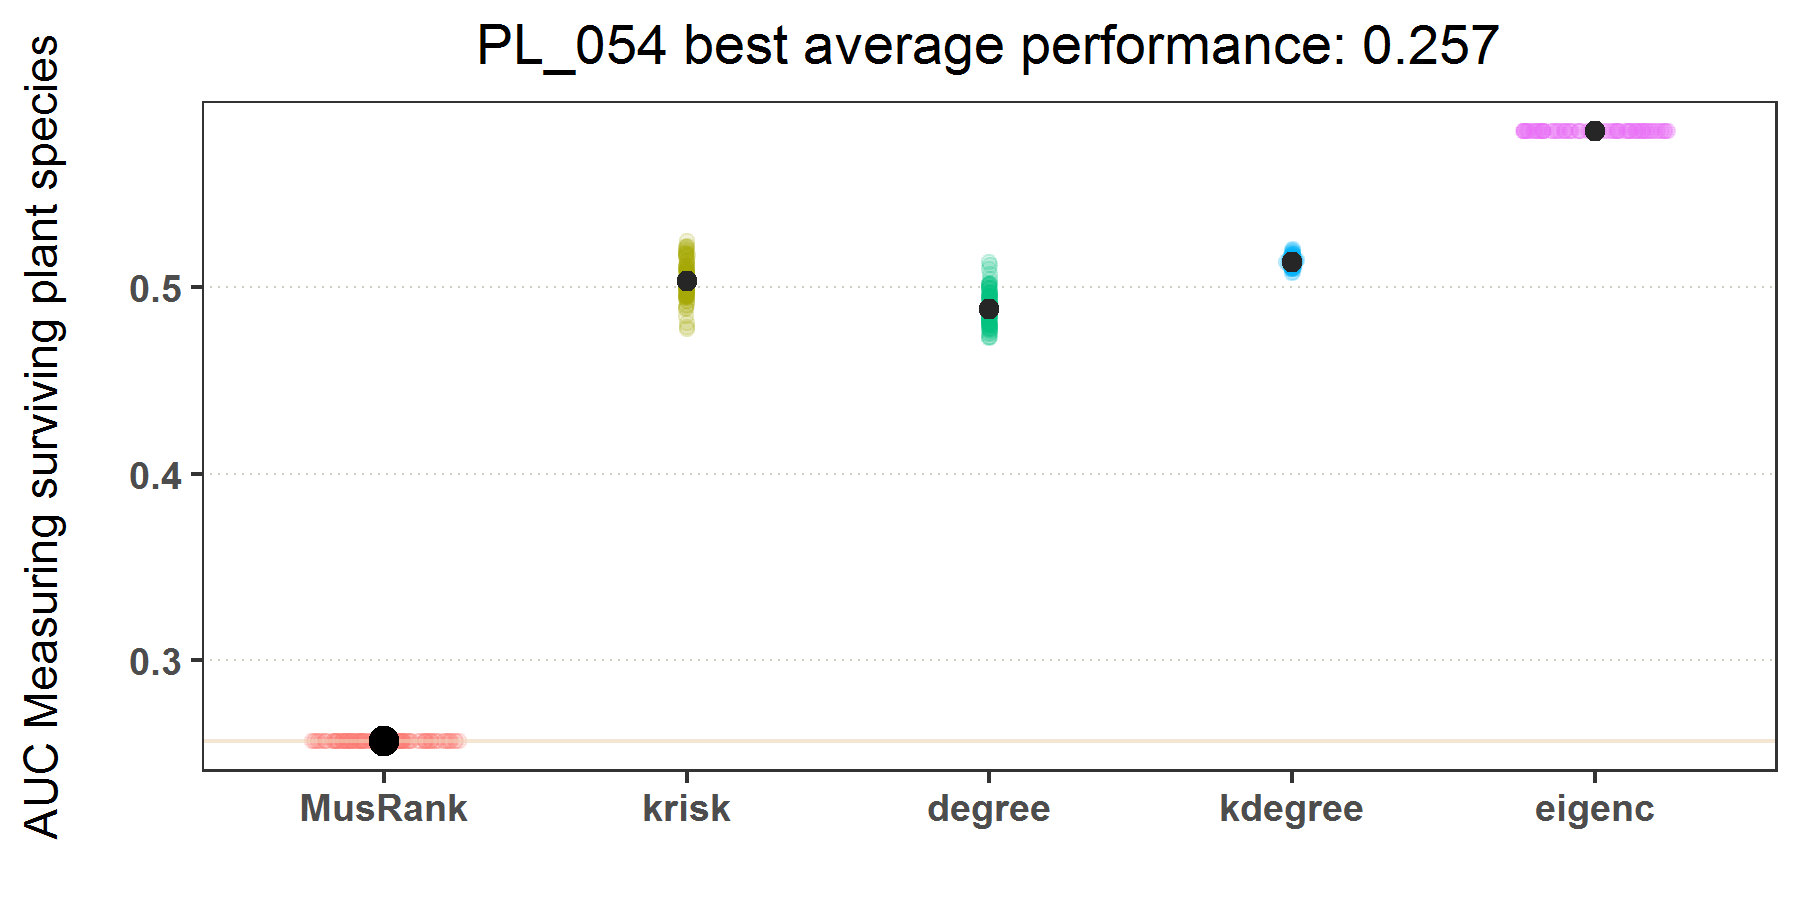 PL_054 best average performance: 0.257
AUC Measuring surviving plant species
0.5
0.4
0.3
MusRank krisk degree kdegree eigenc